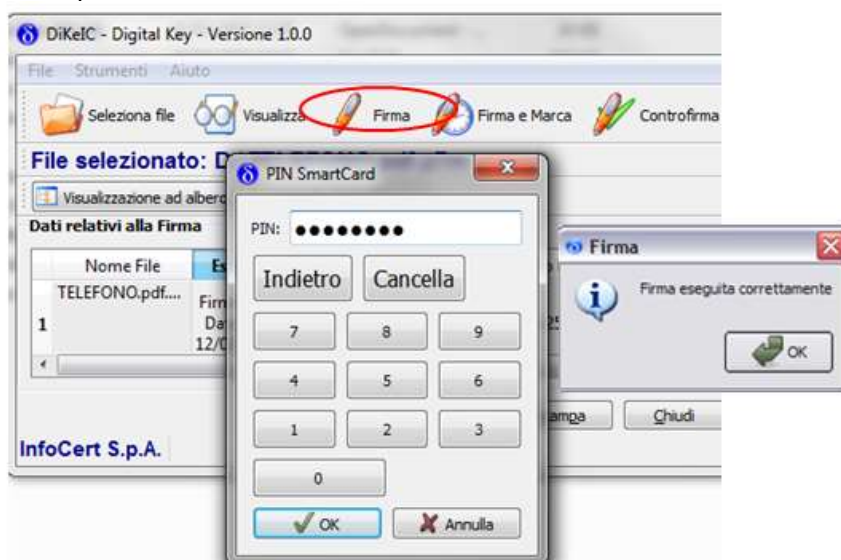 DiKeIC - Digital Key - Versione 1.0.0
File Strumenti Aiuto
Seleziona file Visualizza Firma Firma e Marca Controfirma
File selezionato:
PIN SmartCard
Visualizzazione ad albero
Dati relativi alla Firma
PIN: ●●●●●●●●
Firma
Nome File
Indietro Cancella
Firma eseguita correttamente
TELEFONO.pdf....
1
12/0
7 8 9
OK
4 5 6
Chiudi
1 2 3
InfoCert S.p.A.
0
OK Annulla